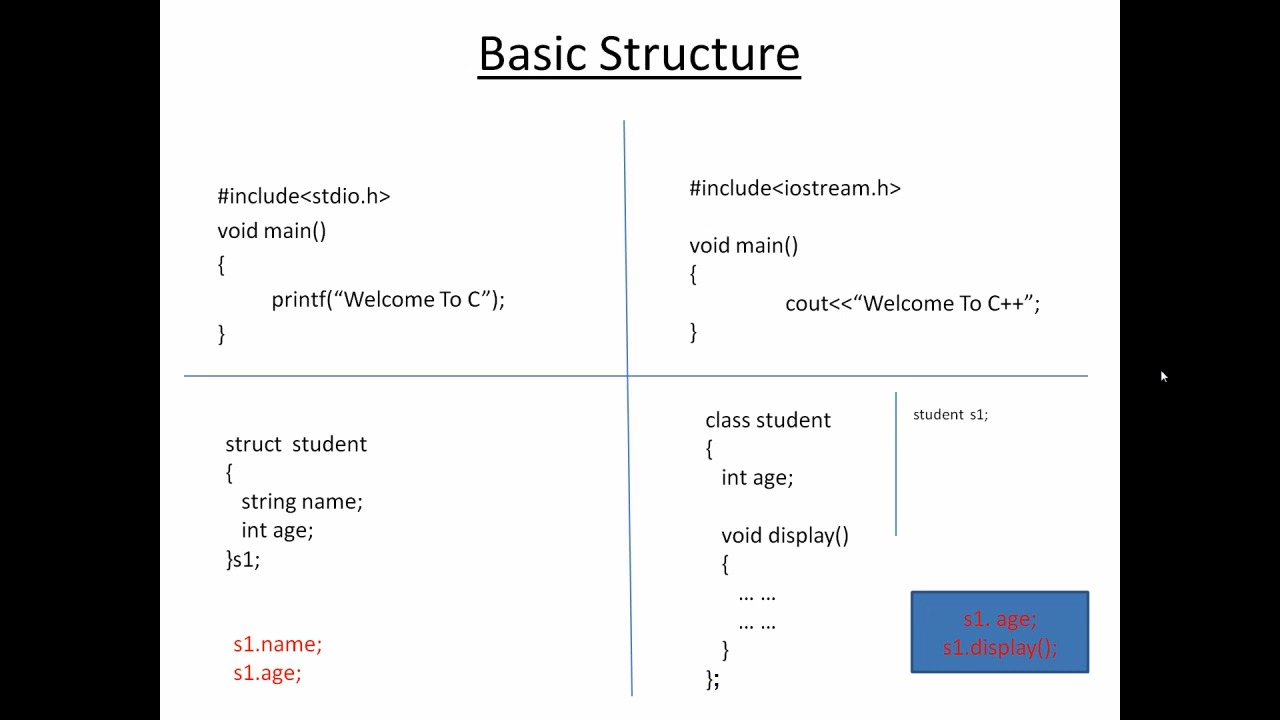 Basic Structure
#include<stdio.h>
void main()
{
printf(“Welcome To C”);
}
#include<iostream.h>
void main()
{
cout<<“Welcome To C++”;
}
struct student
{
string name;
int age;
}s1;
s1.name;
s1.age;
class student
{
int age;
void display()
{
... ...
... ...
}
};
student s1;
s1. age;
s1.display();